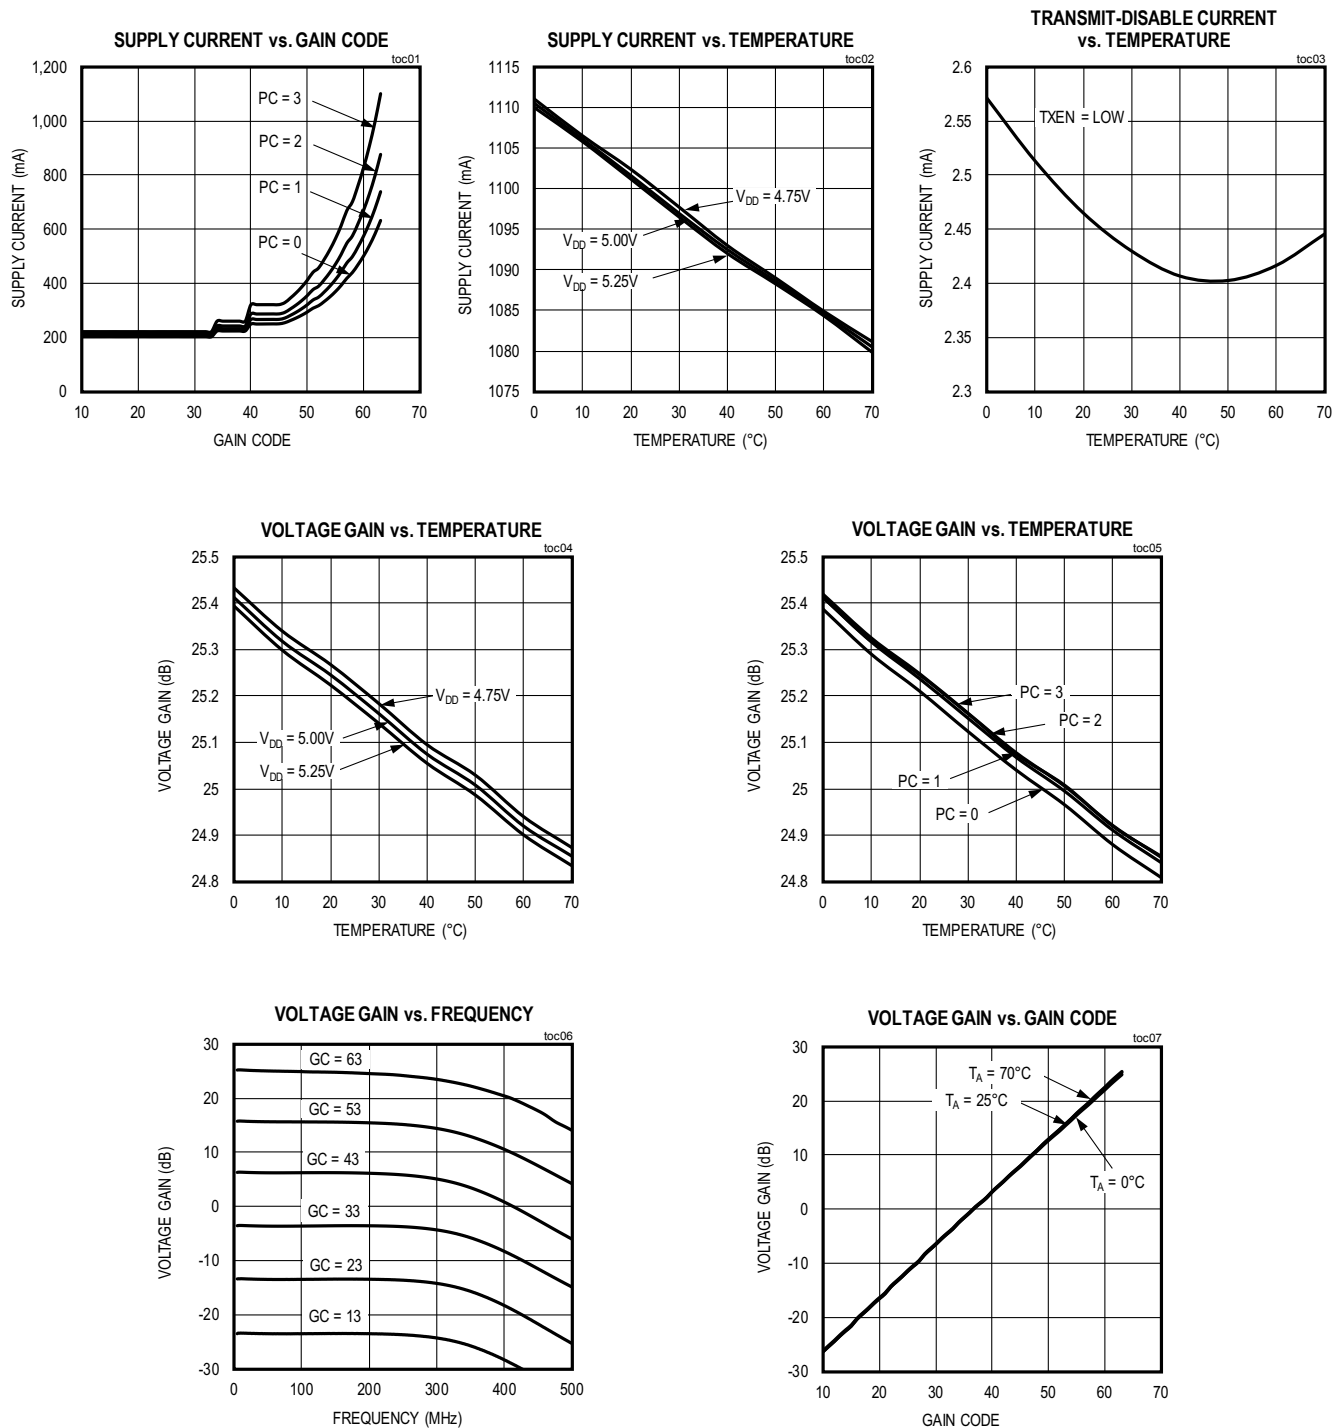 SUPPLY CURRENT vs. GAIN CODE
toc01
1,200
1,000
800
600
400
200
0
SUPPLY CURRENT (mA)
PC = 3
PC = 2
PC = 1
PC = 0
10 20 30 40 50 60 70
GAIN CODE
SUPPLY CURRENT vs. TEMPERATURE
toc02
1115
1110
1105
1100
1095
1090
1085
1080
1075
SUPPLY CURRENT (mA)
VDD = 4.75V
VDD = 5.00V
VDD = 5.25V
0 10 20 30 40 50 60 70
TEMPERATURE (°C)
TRANSMIT-DISABLE CURRENT
vs. TEMPERATURE
toc03
2.6
2.55
2.5
2.45
2.4
2.35
2.3
SUPPLY CURRENT (mA)
TXEN = LOW
0 10 20 30 40 50 60 70
TEMPERATURE (°C)
VOLTAGE GAIN vs. TEMPERATURE
toc04
25.5
25.4
25.3
25.2
25.1
25
24.9
24.8
VOLTAGE GAIN (dB)
VDD = 4.75V
VDD = 5.00V
VDD = 5.25V
0 10 20 30 40 50 60 70
TEMPERATURE (°C)
VOLTAGE GAIN vs. TEMPERATURE
toc05
25.5
25.4
25.3
25.2
25.1
25
24.9
24.8
VOLTAGE GAIN (dB)
PC = 3
PC = 2
PC = 1
PC = 0
0 10 20 30 40 50 60 70
TEMPERATURE (°C)
VOLTAGE GAIN vs. FREQUENCY
toc06
30
20
10
0
-10
-20
-30
VOLTAGE GAIN (dB)
GC = 63
GC = 53
GC = 43
GC = 33
GC = 23
GC = 13
0 100 200 300 400 500
FREQUENCY (MHz)
VOLTAGE GAIN vs. GAIN CODE
toc07
30
20
10
0
-10
-20
-30
VOLTAGE GAIN (dB)
TA = 70°C
TA = 25°C
TA = 0°C
10 20 30 40 50 60 70
GAIN CODE